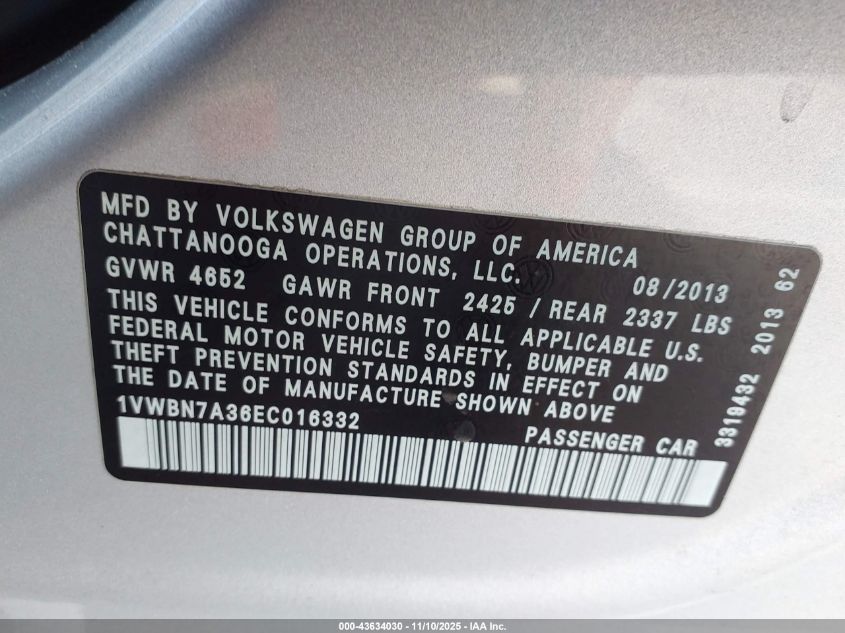 MFD BY VOLKSWAGEN GROUP OF AMERICA
CHATTANOOGA OPERATIONS, LLC. 08/2013
GVWR 4652 GAWR FRONT 2425 / REAR 2337 LBS
THIS VEHICLE CONFORMS TO ALL APPLICABLE U.S.
FEDERAL MOTOR VEHICLE SAFETY, BUMPER AND
THEFT PREVENTION STANDARDS IN EFFECT ON
THE DATE OF MANUFACTURE SHOWN ABOVE
1VWBN7A36EC016332 PASSENGER CAR
3319432 2013 62
000-43634030 - 11/10/2025 - IAA Inc.